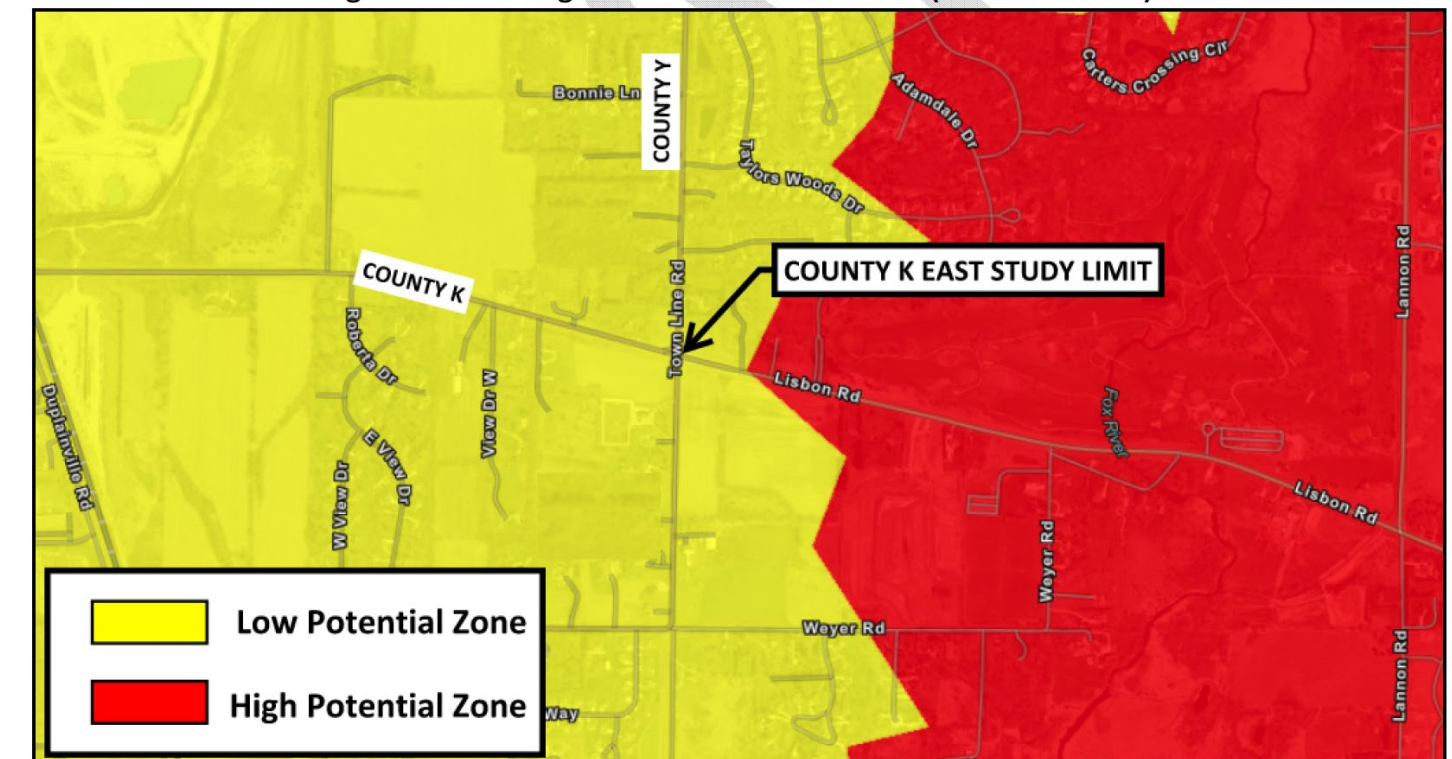 Carters Crossing Cir
Adamdale Dr
Bonnie Ln
COUNTY Y
Taylors Woods Dr
COUNTY K EAST STUDY LIMIT
COUNTY K
Lannon Rd
Town Line Rd
Roberta Dr
Lisbon Rd
View Dr W
Duplainville Rd
Fox River
E View Dr
W View Dr
Lisbon Rd
Weyer Rd
Low Potential Zone
Weyer Rd
High Potential Zone
Way
Lannon Rd